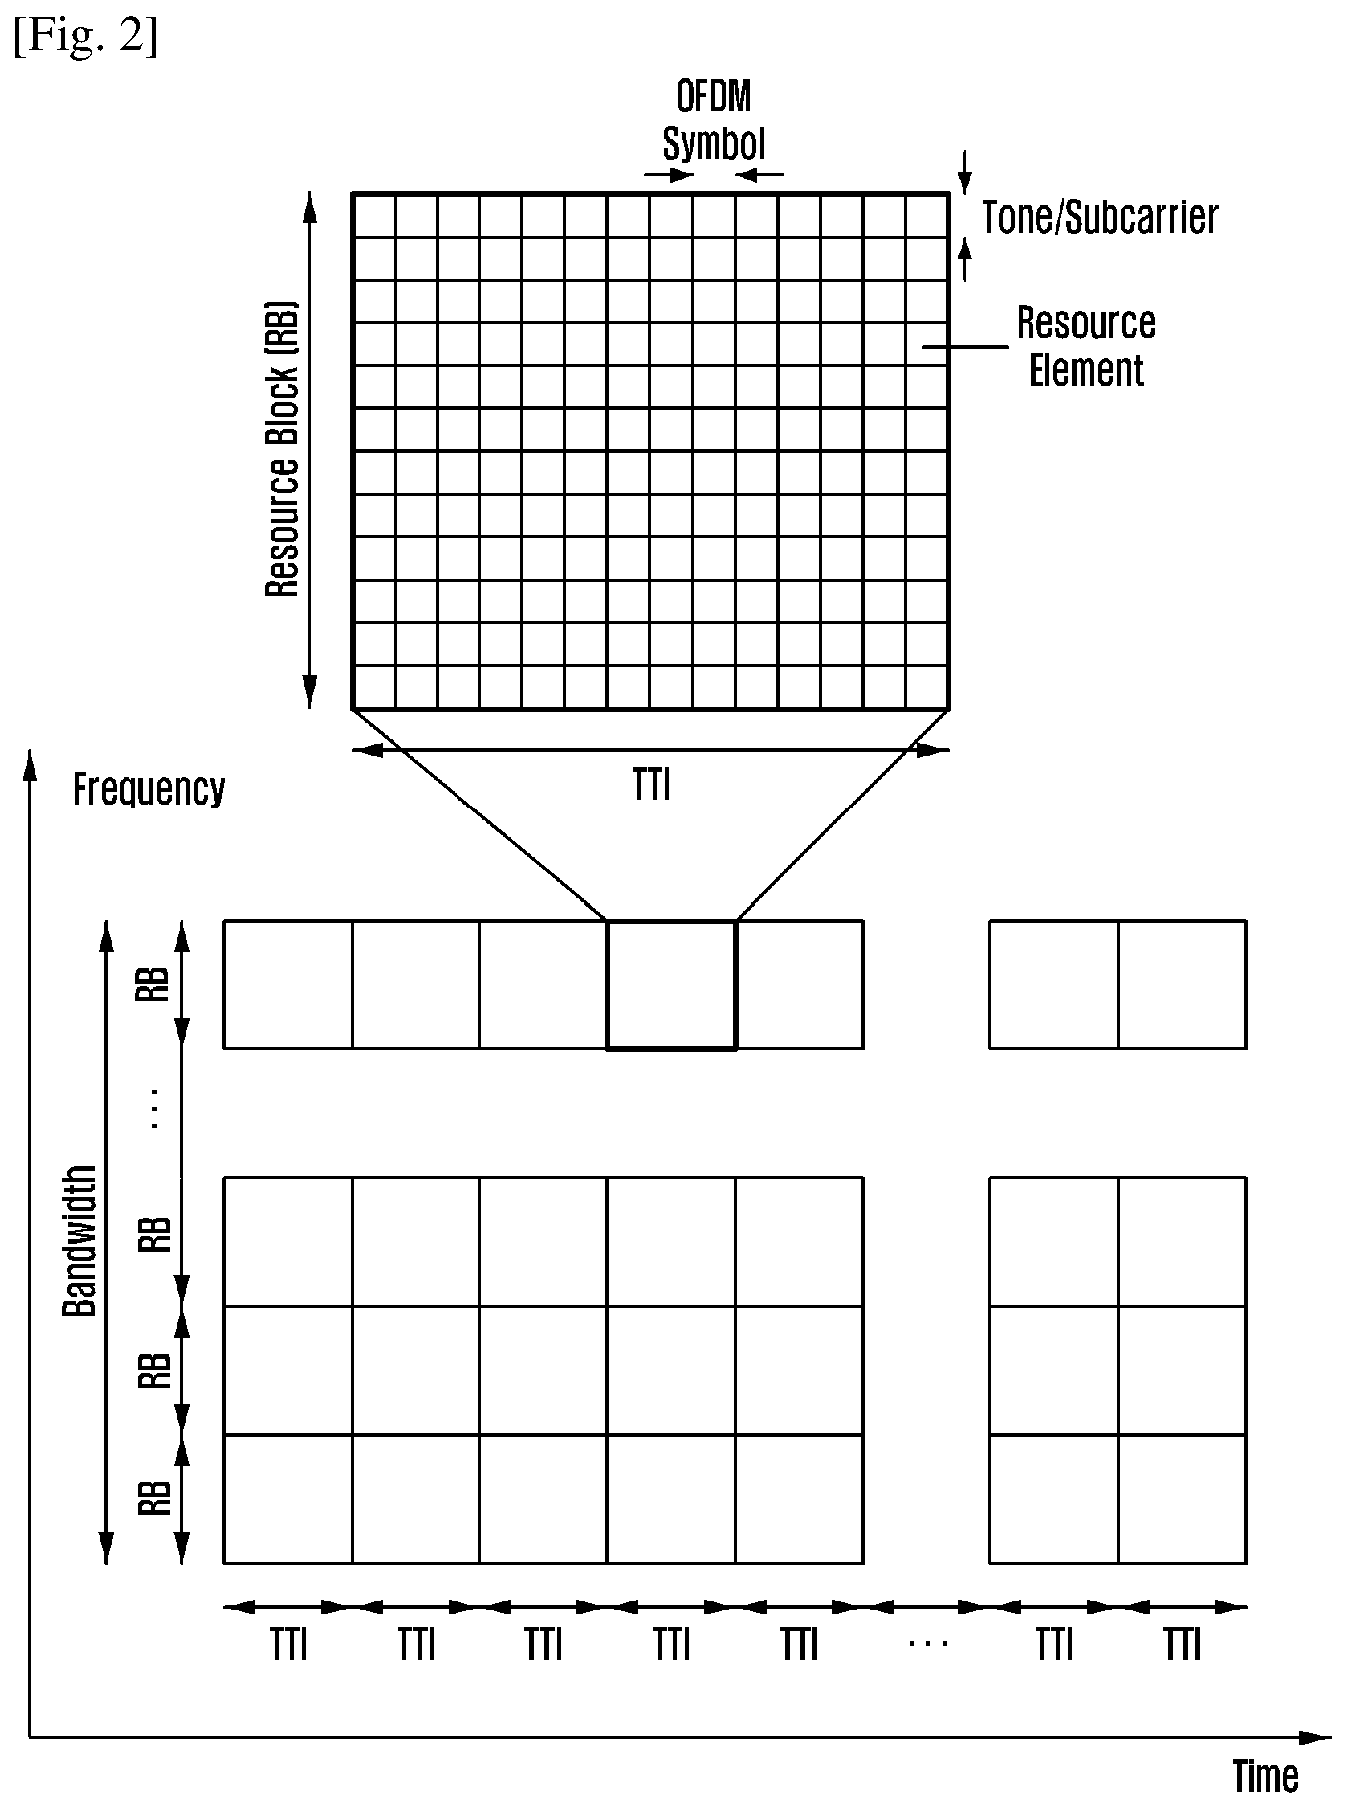 [Fig. 2]
OFDM
Symbol
Tone/Subcarrier
Resource
Element
Resource Block (RB)
TTI
Frequency
RB
...
RB
RB
RB
Bandwidth
TTI TTI TTI TTI TTI ... TTI TTI
Time